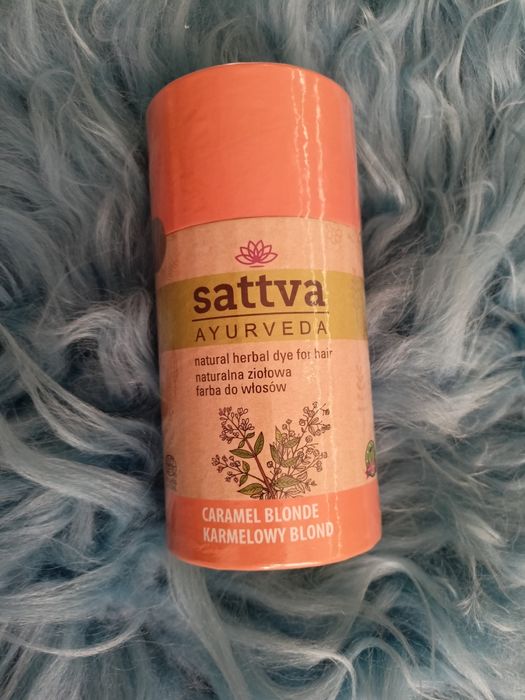 sattva
AYURVEDA
natural herbal dye for hair
naturalna ziołowa
farba do włosów
CARAMEL BLONDE
KARMELOWY BLOND